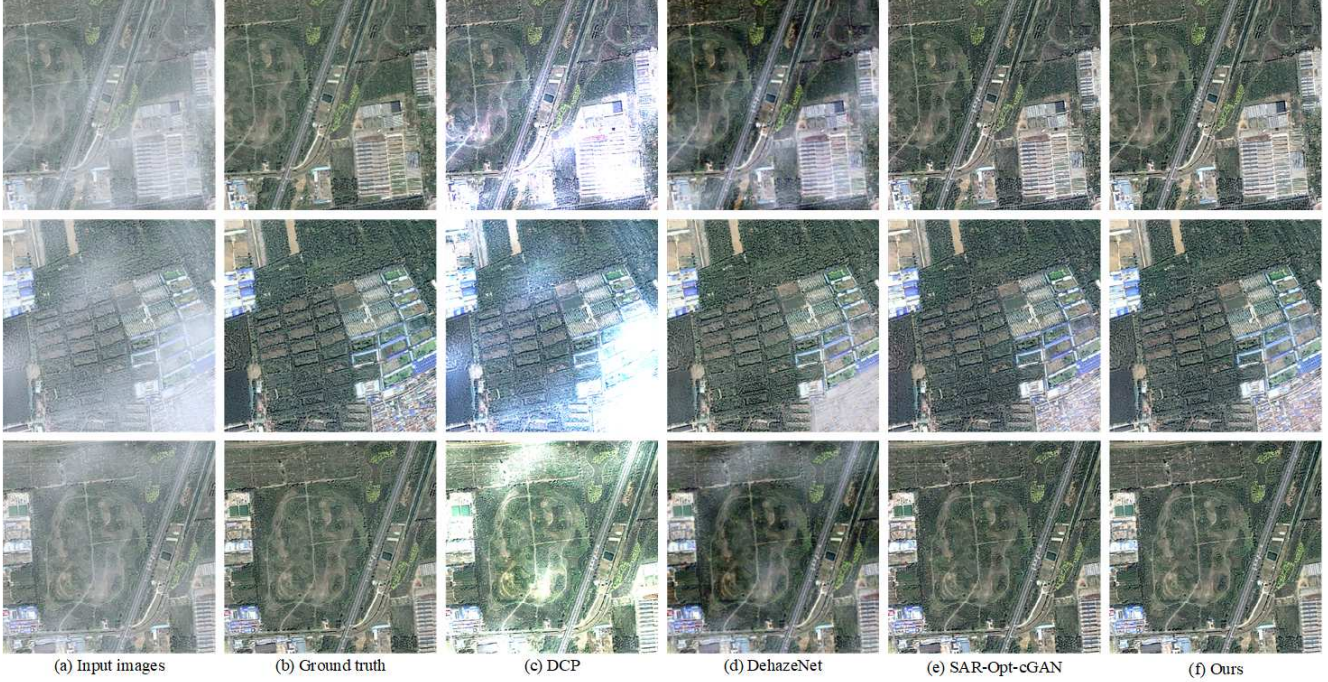 (a) Input images (b) Ground truth (c) DCP (d) DehazeNet (e) SAR-Opt-cGAN (f) Ours